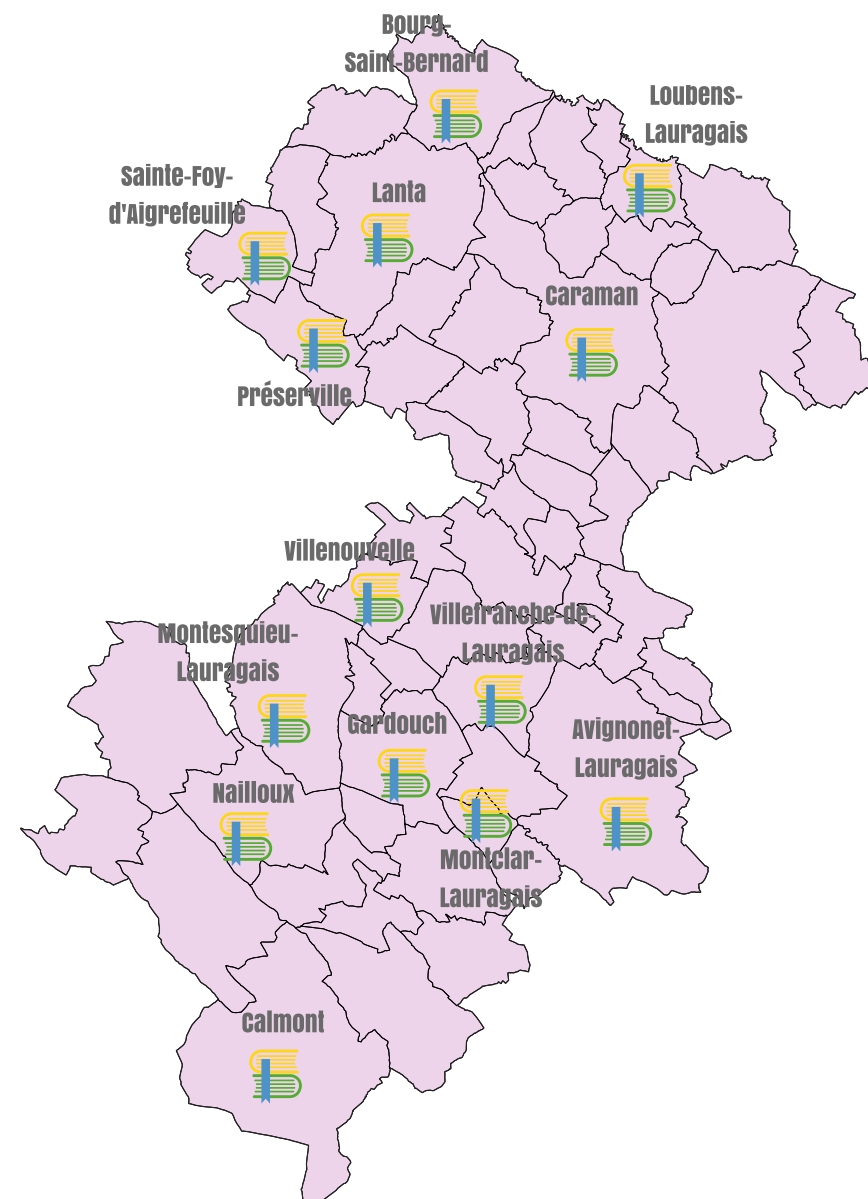 Bourg-
Saint-Bernard
Loubens-
Lauragais
Sainte-Foy-
d'Aigrefeuille
Lanta
Caraman
Préserville
Villenouvelle
Villefranche-de-
Lauragais
Montesquieu-
Lauragais
Gardouch
Avignonet-
Lauragais
Nailloux
Montclar-
Lauragais
Calmont